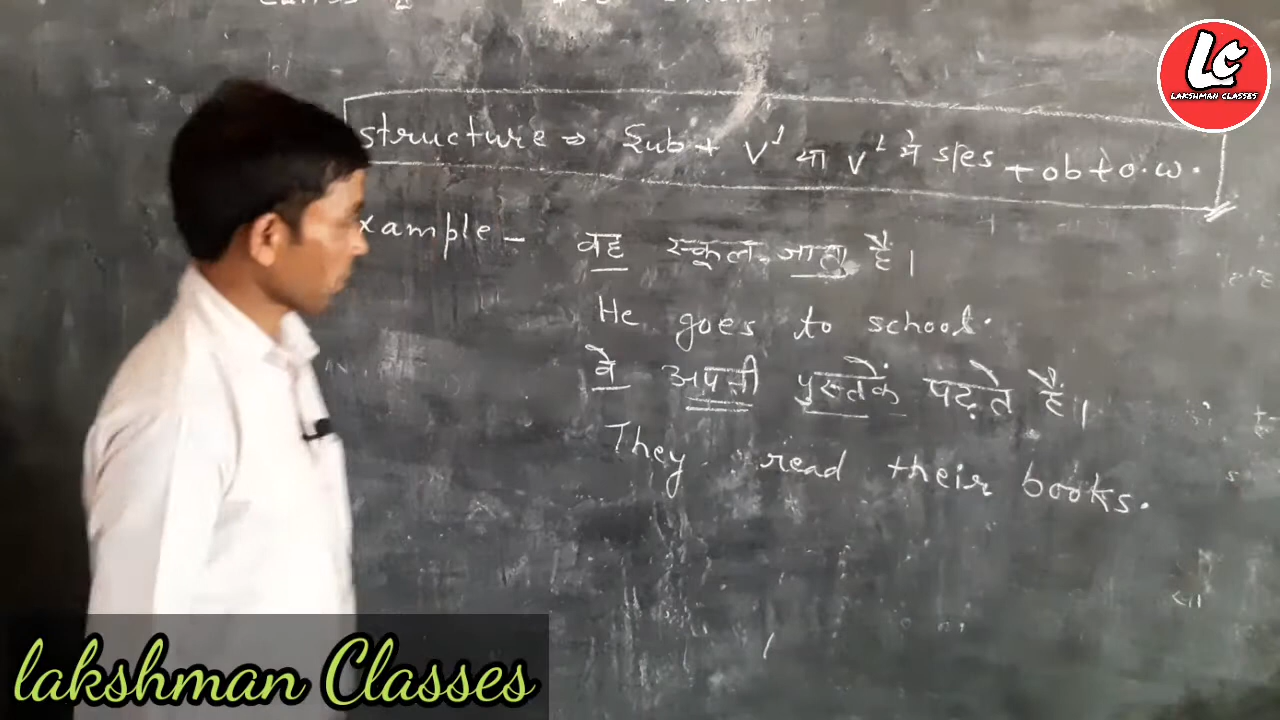 LC
LAKSHMAN CLASSES
structure ⇒ Sub + V¹ या V¹ मे s/es + ob + o.w.
xample - वह स्कूल जाता है।
He goes to school.
वे अपनी पुस्तकें पढ़ते हैं।
They read their books.
lakshman Classes